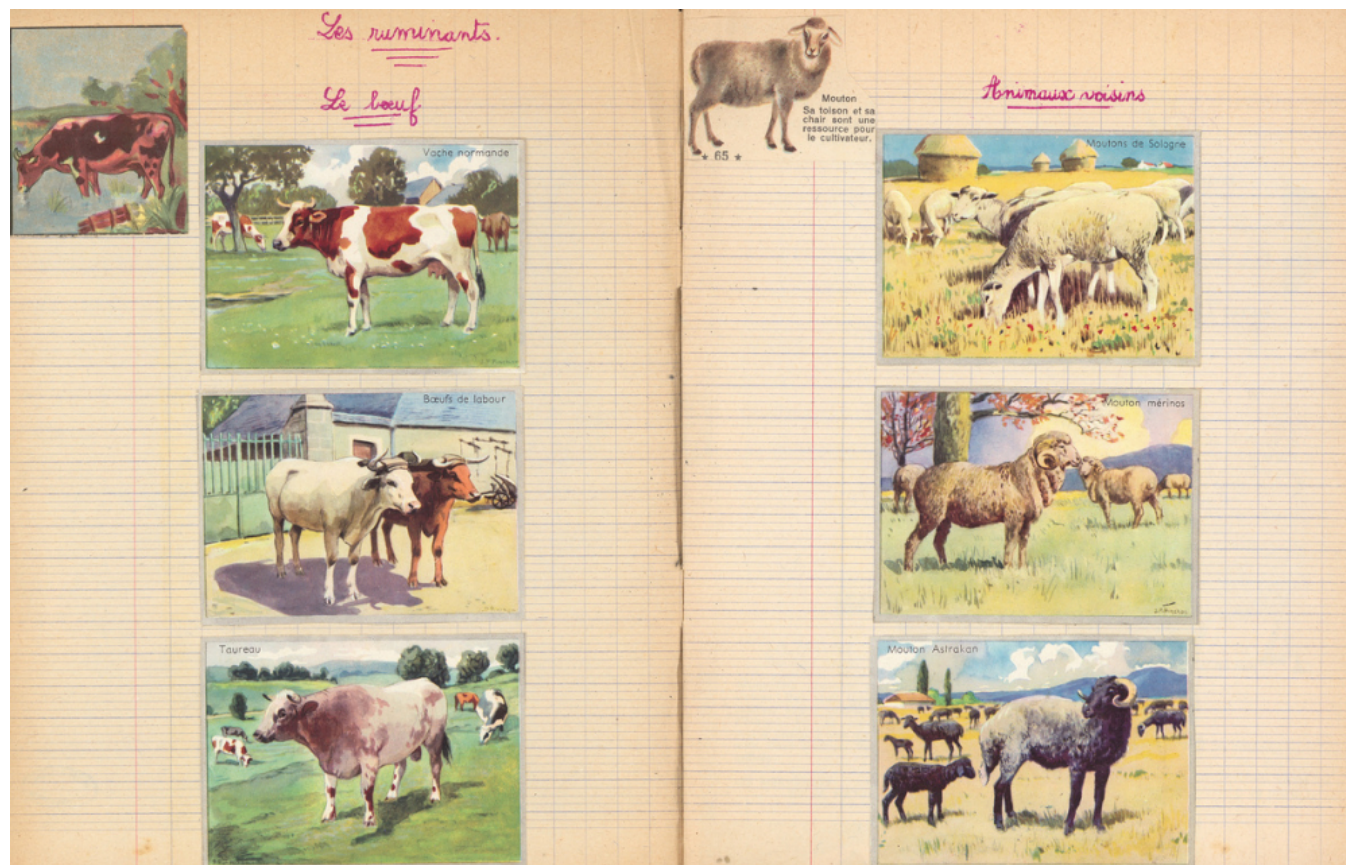 Les ruminants.
Le bœuf
Vache normande
Bœufs de labour
Taureau
Mouton
Sa toison et sa
chair sont une
ressource pour
le cultivateur.
★ 65 ★
Animaux voisins
Moutons de Sologne
Mouton mérinos
Mouton Astrakan